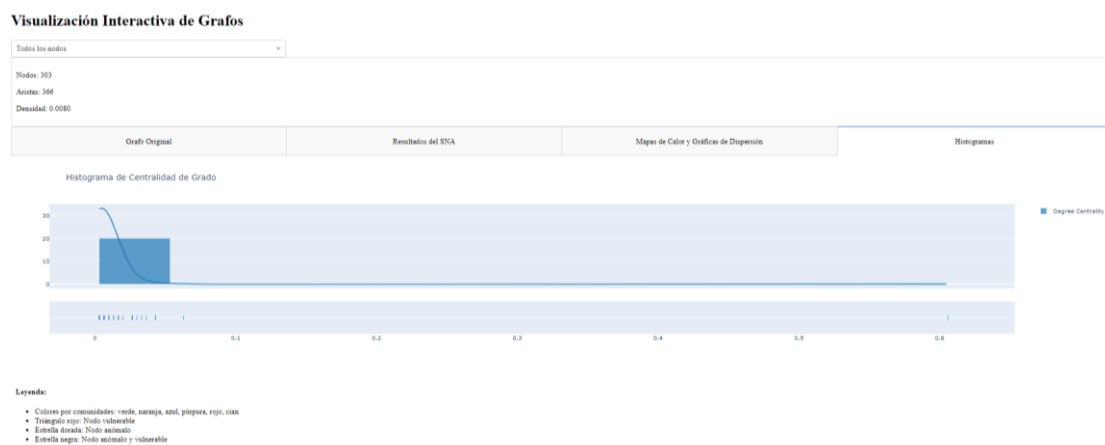 Visualización Interactiva de Grafos
Todos los nodos
Nodos: 303
Aristas: 366
Densidad: 0.0080
Grafo Original
Resultados del SNA
Mapas de Calor y Gráficas de Dispersión
Histogramas
Histograma de Centralidad de Grado
30
20
10
0
Degree Centrality
0
0.1
0.2
0.3
0.4
0.5
0.6
Leyenda:
• Colores por comunidades: verde, naranja, azul, púrpura, rojo, cian
• Triángulo rojo: Nodo vulnerable
• Estrella dorada: Nodo anómalo
• Estrella negra: Nodo anómalo y vulnerable